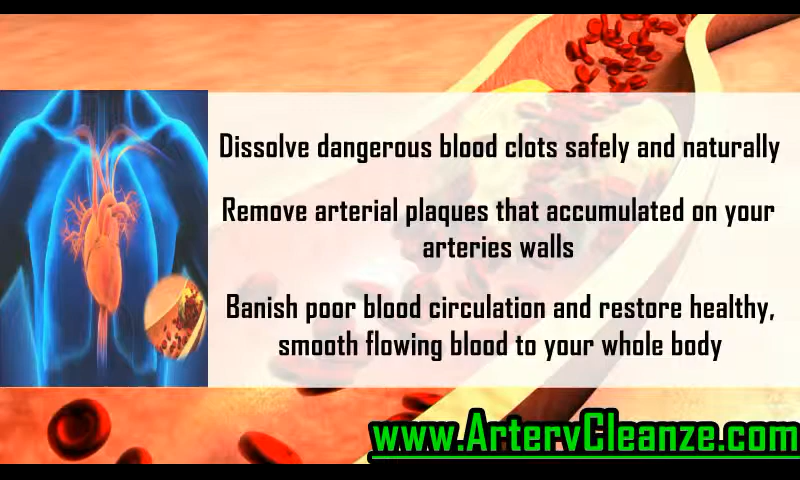 Dissolve dangerous blood clots safely and naturally
Remove arterial plaques that accumulated on your
arteries walls
Banish poor blood circulation and restore healthy,
smooth flowing blood to your whole body
www.ArteryCleanze.com